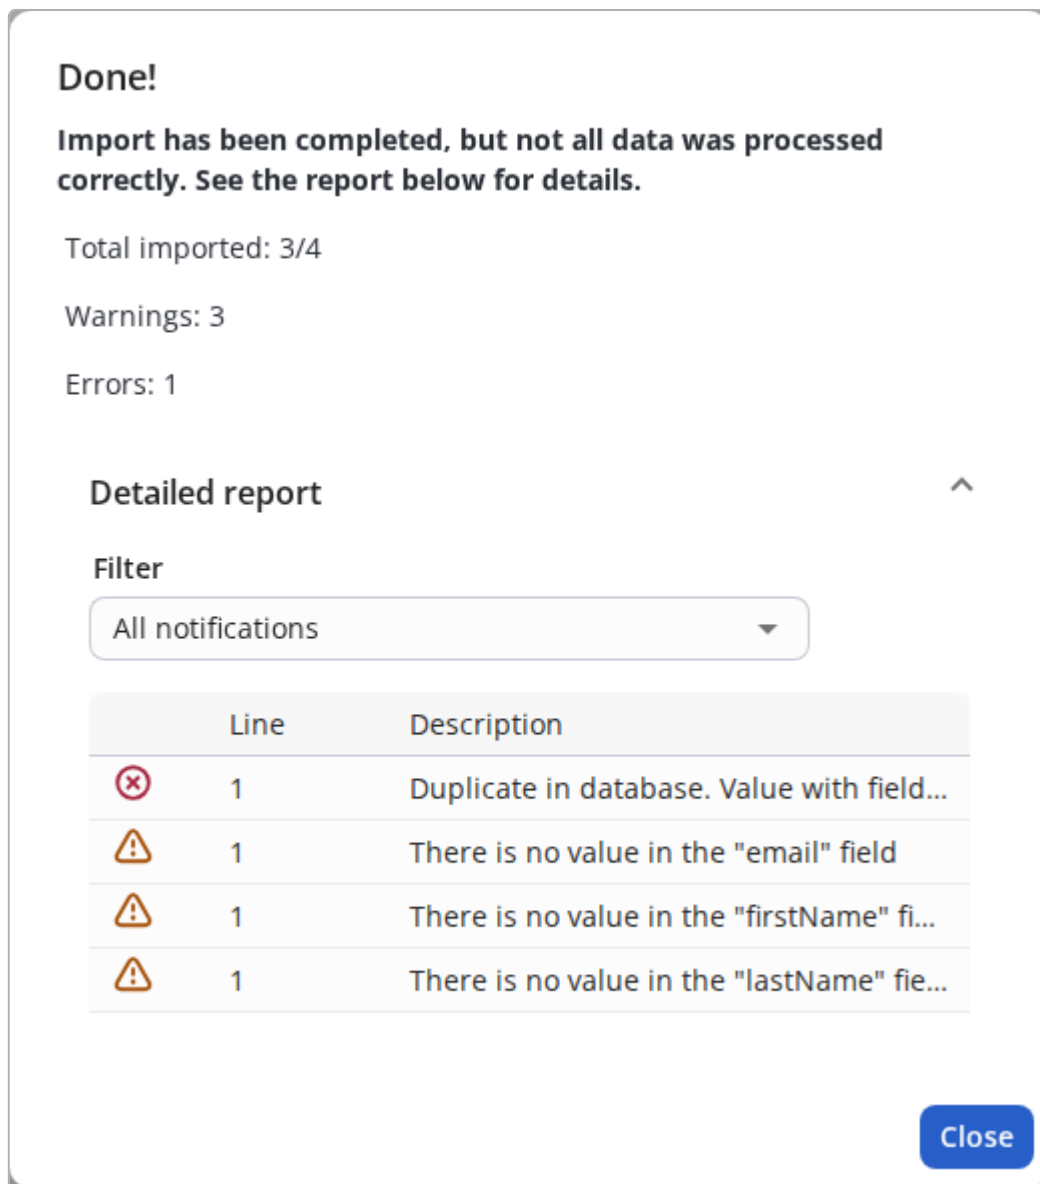 Done!
Import has been completed, but not all data was processed
correctly. See the report below for details.
Total imported: 3/4
Warnings: 3
Errors: 1
Detailed report
Filter
All notifications
Line Description
1 Duplicate in database. Value with field...
1 There is no value in the "email" field
1 There is no value in the "firstName" fi...
1 There is no value in the "lastName" fie...
Close